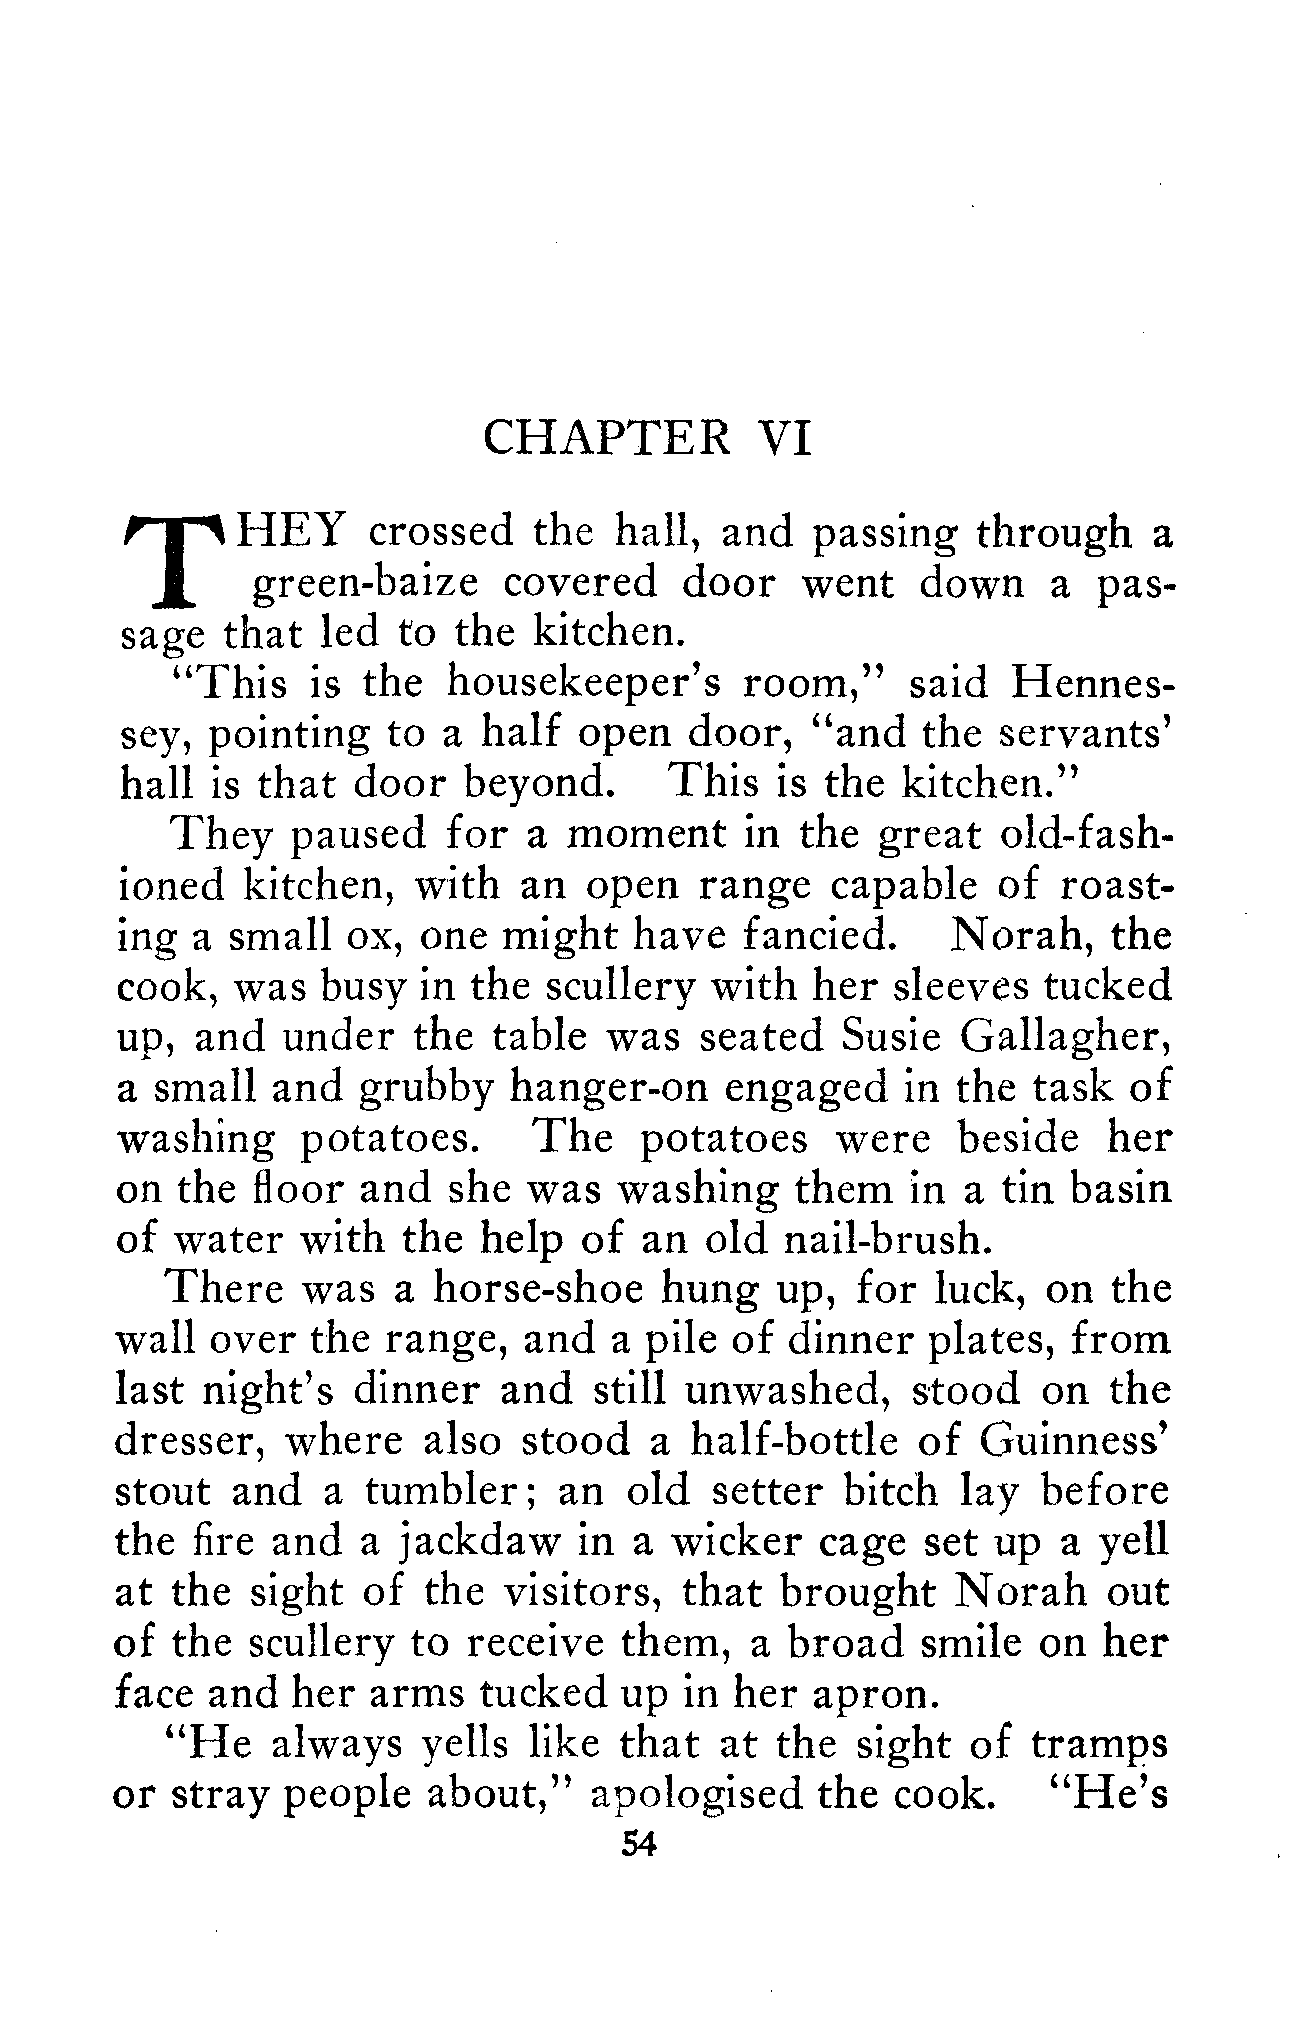 CHAPTER VI
THEY crossed the hall, and passing through a
green-baize covered door went down a pas-
sage that led to the kitchen.
"This is the housekeeper's room," said Hennes-
sey, pointing to a half open door, "and the servants'
hall is that door beyond. This is the kitchen."
They paused for a moment in the great old-fash-
ioned kitchen, with an open range capable of roast-
ing a small ox, one might have fancied. Norah, the
cook, was busy in the scullery with her sleeves tucked
up, and under the table was seated Susie Gallagher,
a small and grubby hanger-on engaged in the task of
washing potatoes. The potatoes were beside her
on the floor and she was washing them in a tin basin
of water with the help of an old nail-brush.
There was a horse-shoe hung up, for luck, on the
wall over the range, and a pile of dinner plates, from
last night's dinner and still unwashed, stood on the
dresser, where also stood a half-bottle of Guinness'
stout and a tumbler; an old setter bitch lay before
the fire and a jackdaw in a wicker cage set up a yell
at the sight of the visitors, that brought Norah out
of the scullery to receive them, a broad smile on her
face and her arms tucked up in her apron.
"He always yells like that at the sight of tramps
or stray people about," apologised the cook. "He's
54